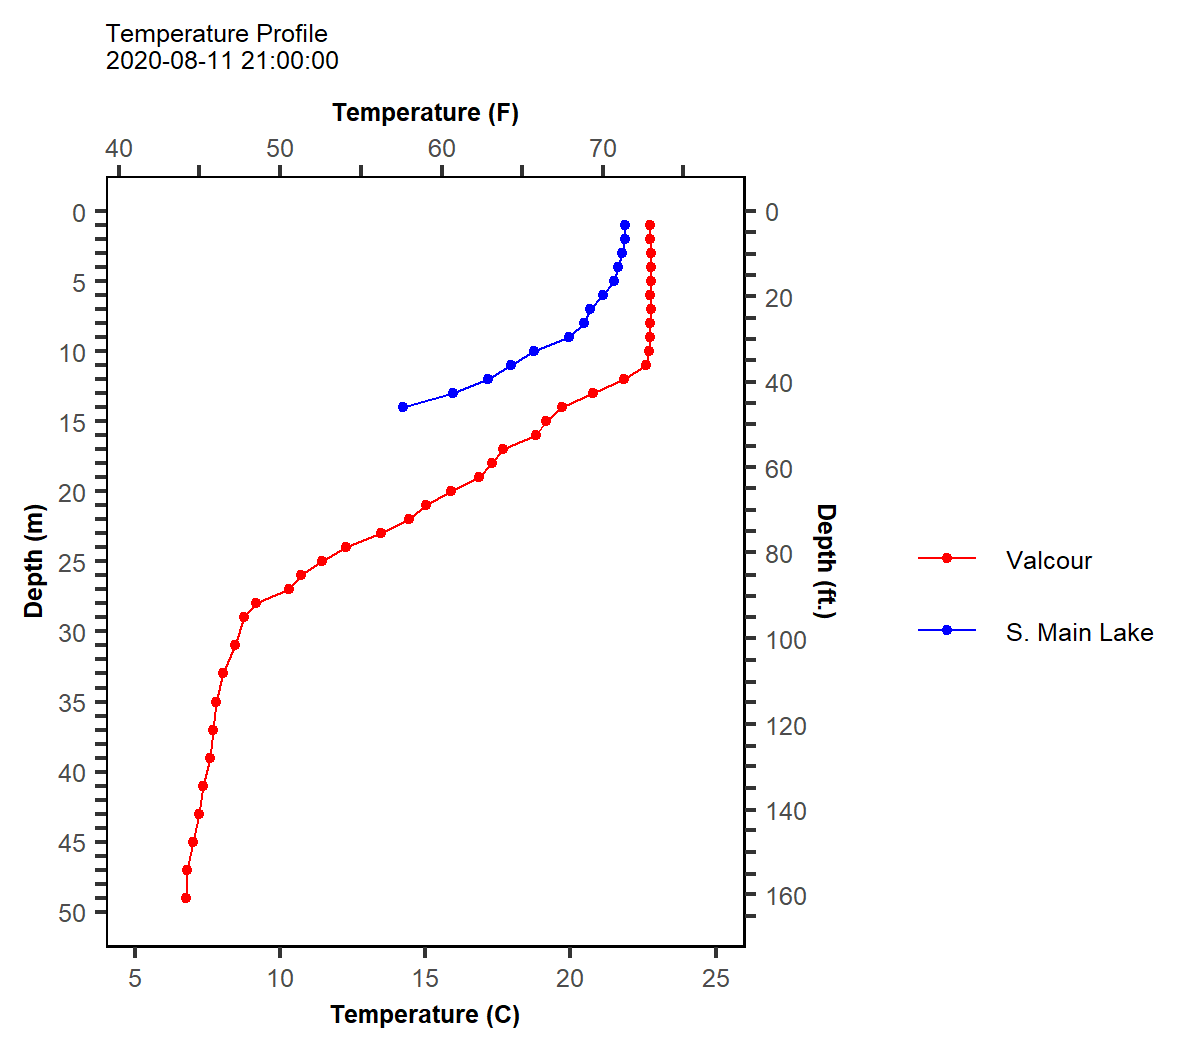 Temperature Profile
2020-08-11 21:00:00
Temperature (F)
40 50 60 70
0 0
5
20
10
40
15
60
20
Depth (m)
Depth (ft.)
80
25
Valcour
30
100
S. Main Lake
35
120
40
140
45
160
50
5 10 15 20 25
Temperature (C)